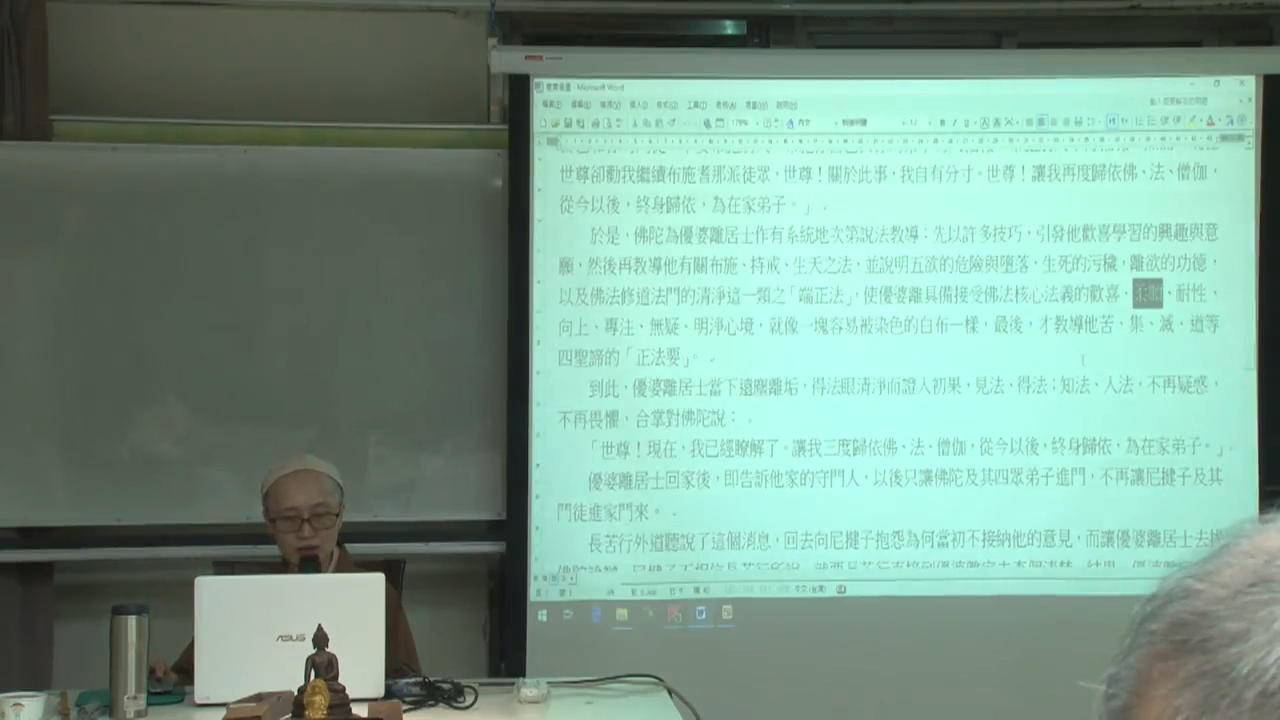 Microsoft Word
世尊卻勸我繼續布施耆那派徒眾，世尊！關於此事，我自有分寸。世尊！讓我再度歸依佛、法、僧伽，
從今以後，終身歸依，為在家弟子。」
於是，佛陀為優婆離居士作有系統地次第說法教導：先以許多技巧，引發他歡喜學習的興趣與意
願，然後再教導他有關布施、持戒、生天之法，並說明五欲的危險與墮落，生死的污穢，離欲的功德，
以及佛法修道法門的清淨這一類之「端正法」，使優婆離具備接受佛法核心法義的歡喜、柔軟、耐性、
向上、專注、無疑、明淨心境，就像一塊容易被染色的白布一樣，最後，才教導他苦、集、滅、道等
四聖諦的「正法要」。
到此，優婆離居士當下遠塵離垢，得法眼清淨而證入初果，見法、得法；知法、入法，不再疑惑，
不再畏懼，合掌對佛陀說：
「世尊！現在，我已經瞭解了。讓我三度歸依佛、法、僧伽，從今以後，終身歸依，為在家弟子。」
優婆離居士回家後，即告訴他家的守門人，以後只讓佛陀及其四眾弟子進門，不再讓尼揵子及其
門徒進家門來。
長苦行外道聽說了這個消息，回去向尼揵子抱怨為何當初不接納他的意見，而讓優婆離居士去找
ASUS